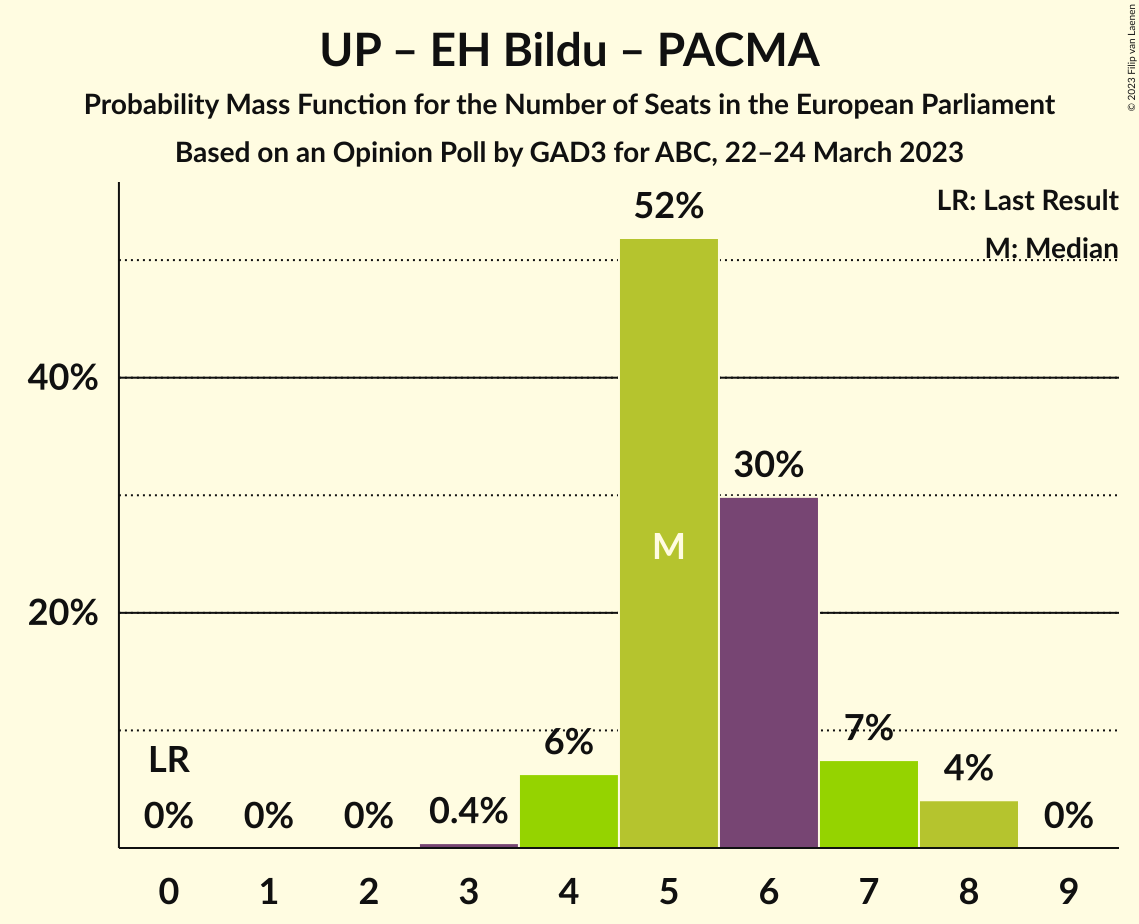 UP – EH Bildu – PACMA
Probability Mass Function for the Number of Seats in the European Parliament
Based on an Opinion Poll by GAD3 for ABC, 22–24 March 2023
© 2023 Filip van Laenen
LR: Last Result
M: Median
52%
40%
30%
M
20%
LR
6%
7%
4%
0%
0%
0%
0.4%
0%
0 1 2 3 4 5 6 7 8 9